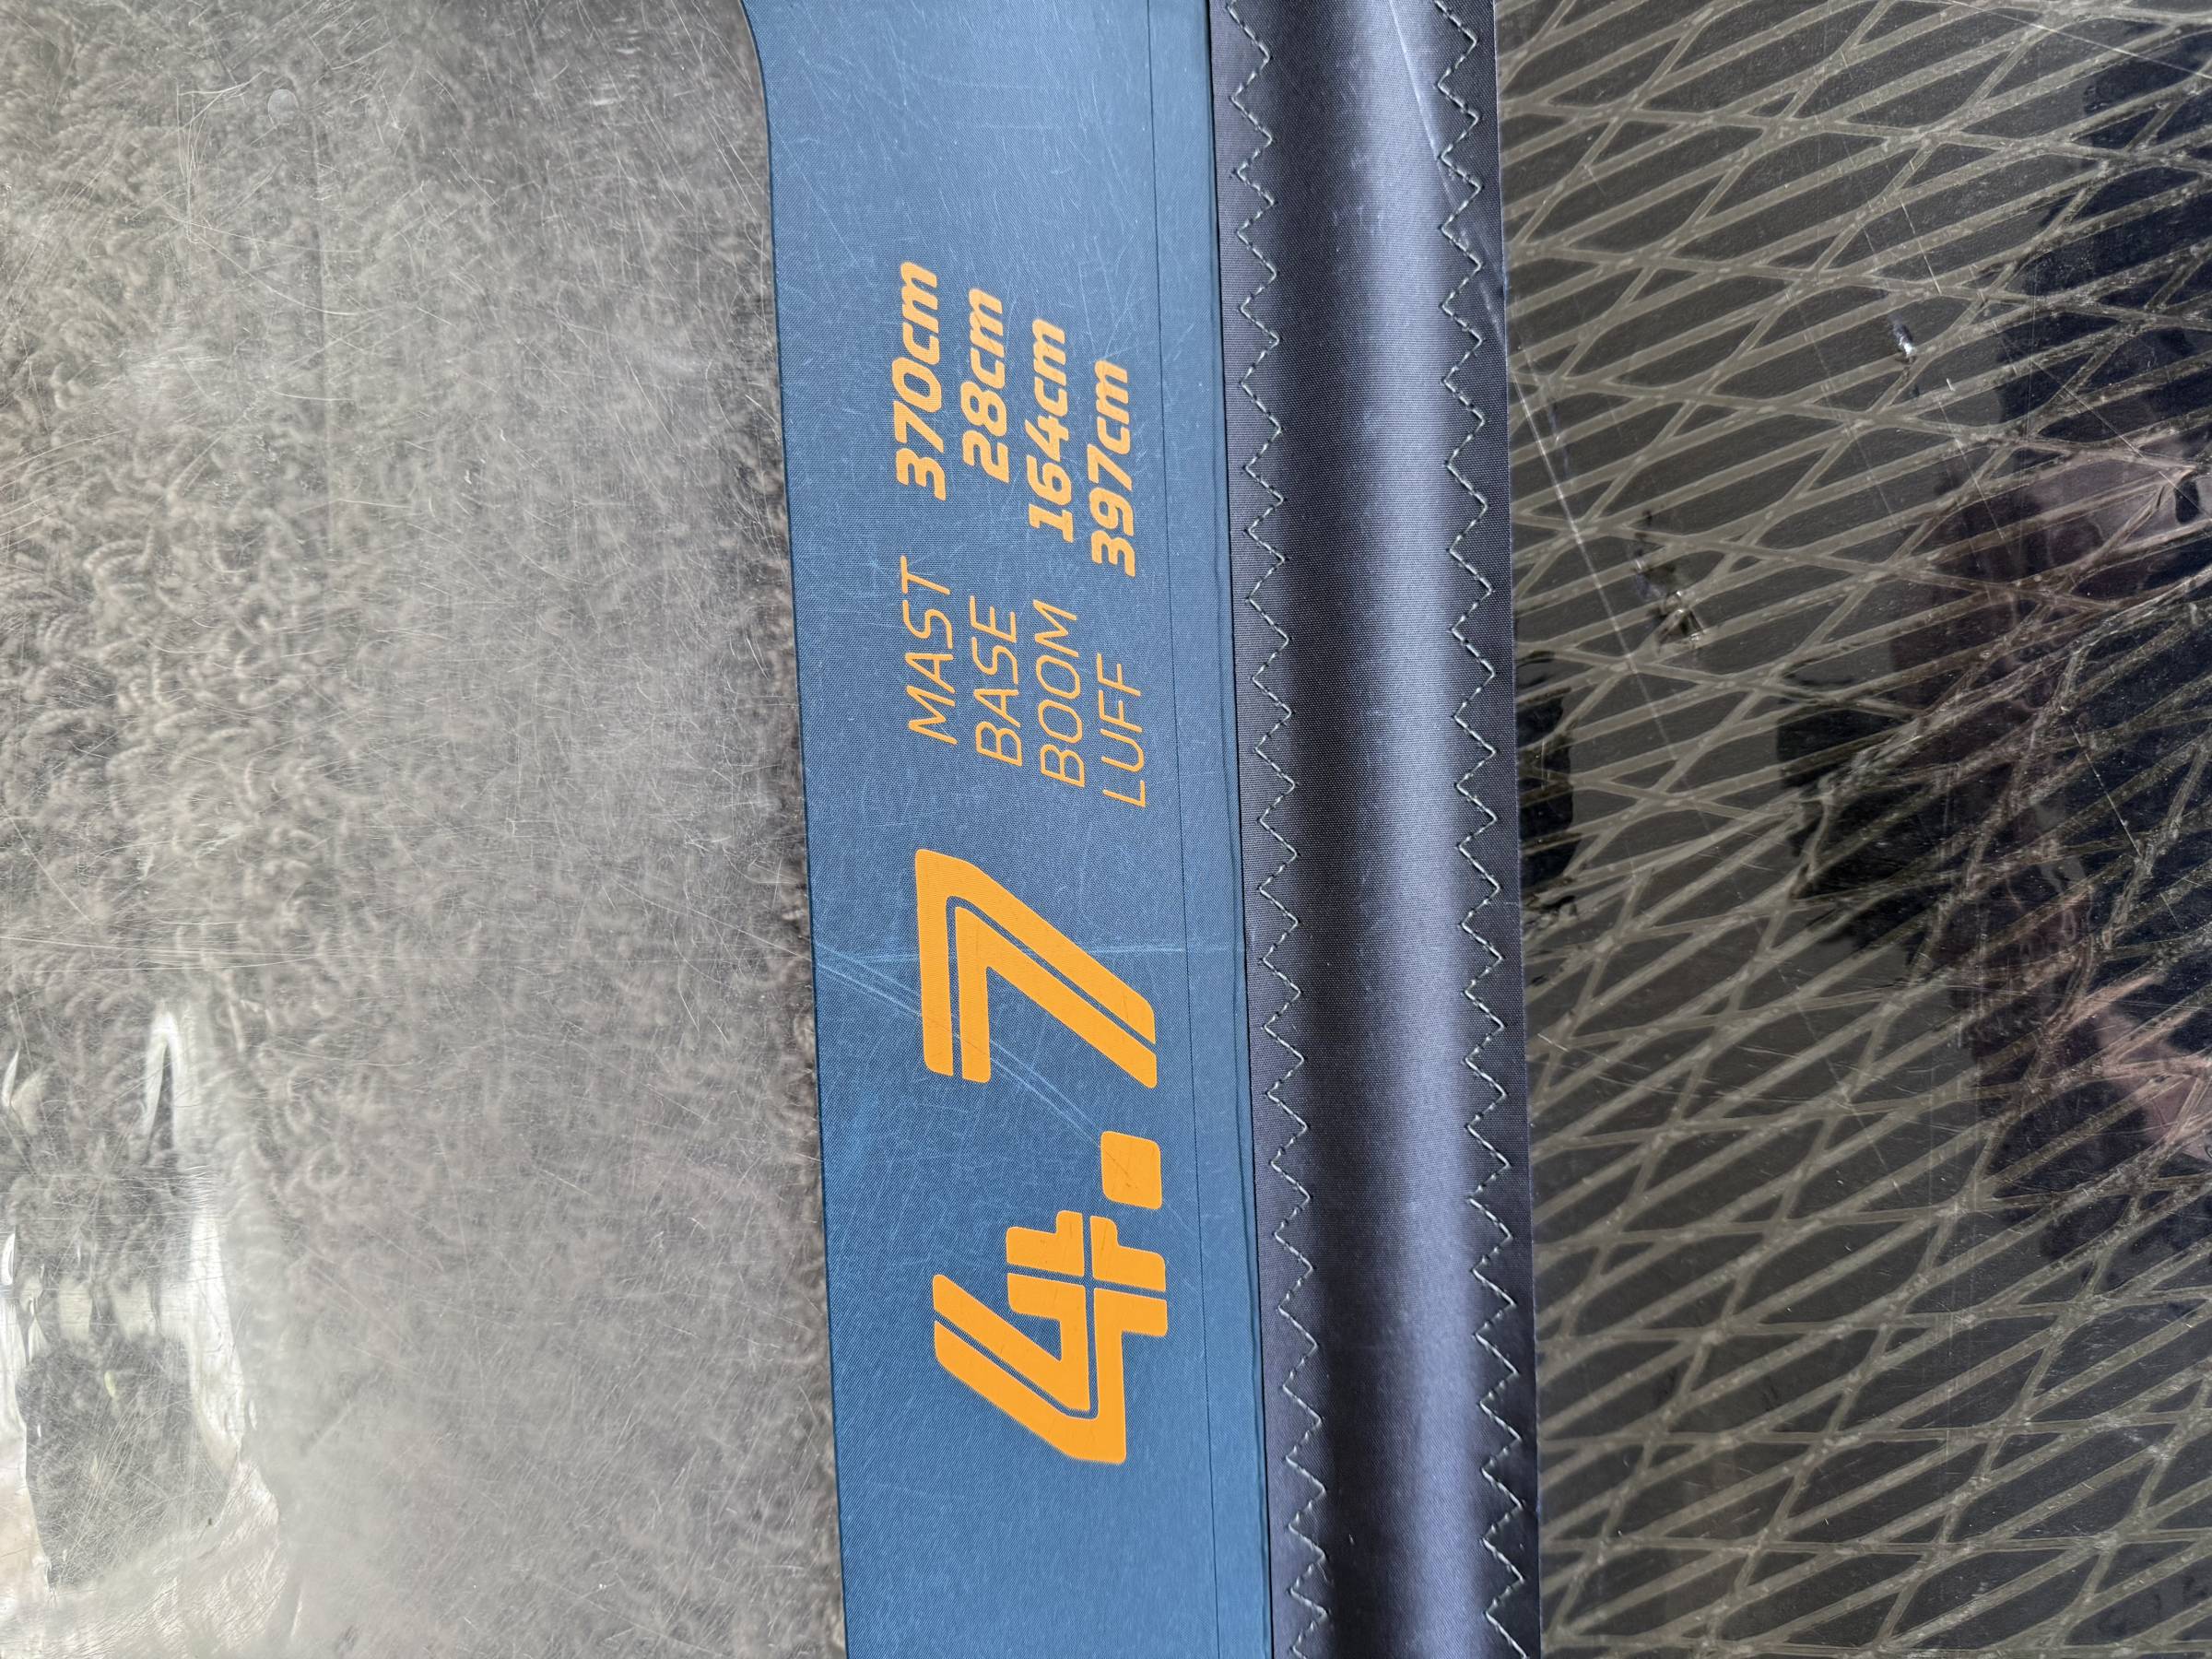 4.7
MAST 370cm
BASE 28cm
BOOM 164cm
LUFF 397cm